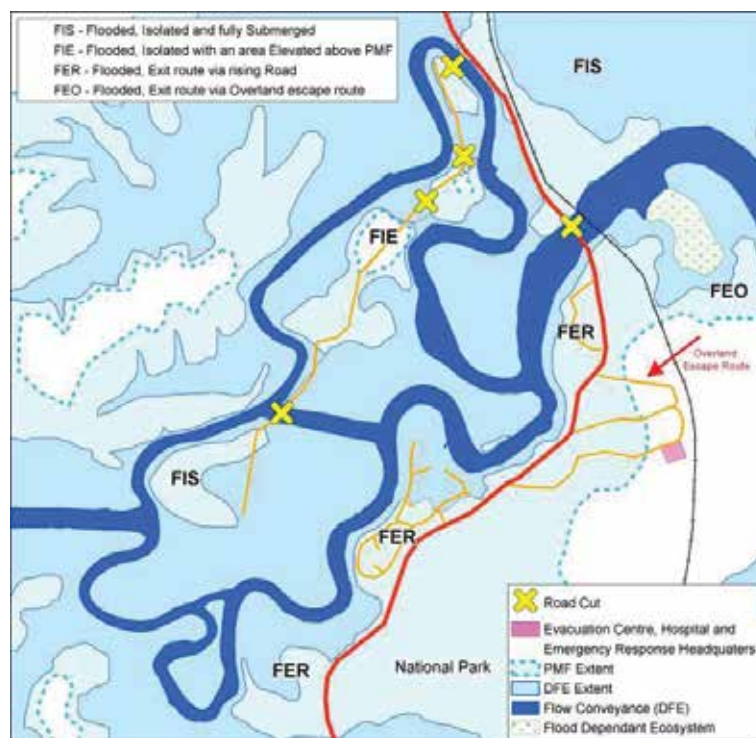 FIS - Flooded, Isolated and fully Submerged
FIE - Flooded, Isolated with an area Elevated above PMF
FER - Flooded, Exit route via rising Road
FEO - Flooded, Exit route via Overland escape route
FIS
FIE
FEO
FER
Overland
Escape Route
FIS
FER
FER
National Park
Road Cut
Evacuation Centre, Hospital and
Emergency Response Headquaters
PMF Extent
DFE Extent
Flow Conveyance (DFE)
Flood Dependant Ecosystem